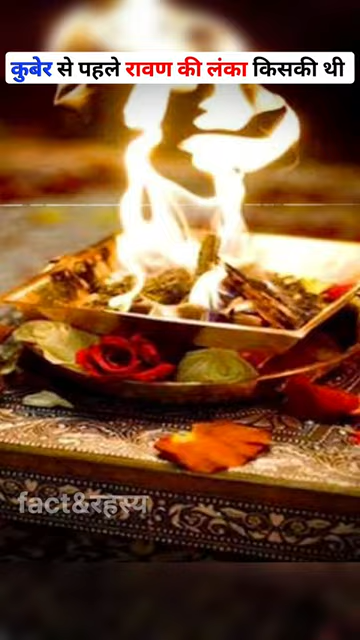 कुबेर से पहले रावण की लंका किसकी थी
fact&रहस्य